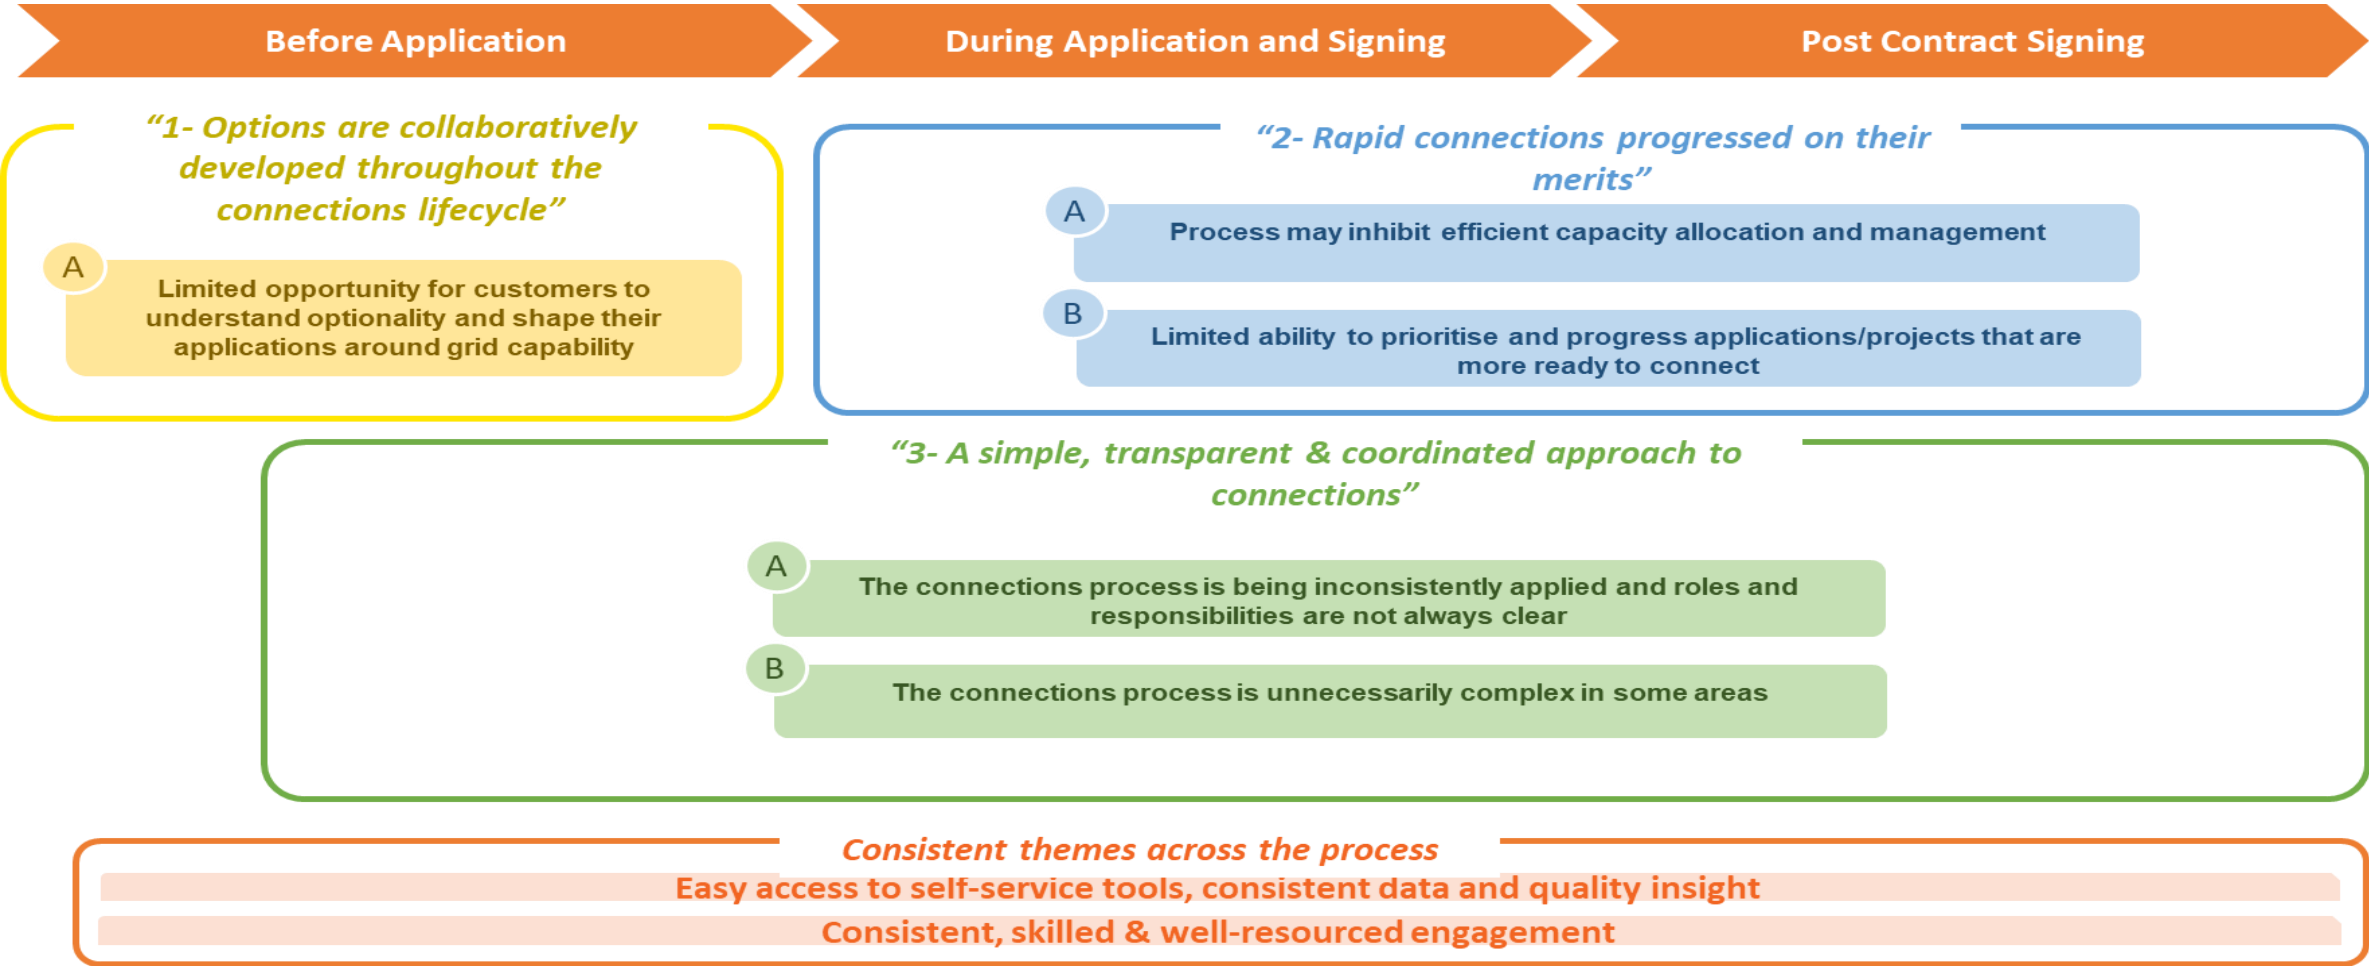 Before Application
During Application and Signing
Post Contract Signing
“1- Options are collaboratively
developed throughout the
connections lifecycle”
A
Limited opportunity for customers to
understand optionality and shape their
applications around grid capability
“2- Rapid connections progressed on their
merits”
A
Process may inhibit efficient capacity allocation and management
B
Limited ability to prioritise and progress applications/projects that are
more ready to connect
“3- A simple, transparent & coordinated approach to
connections”
A
The connections process is being inconsistently applied and roles and
responsibilities are not always clear
B
The connections process is unnecessarily complex in some areas
Consistent themes across the process
Easy access to self-service tools, consistent data and quality insight
Consistent, skilled & well-resourced engagement